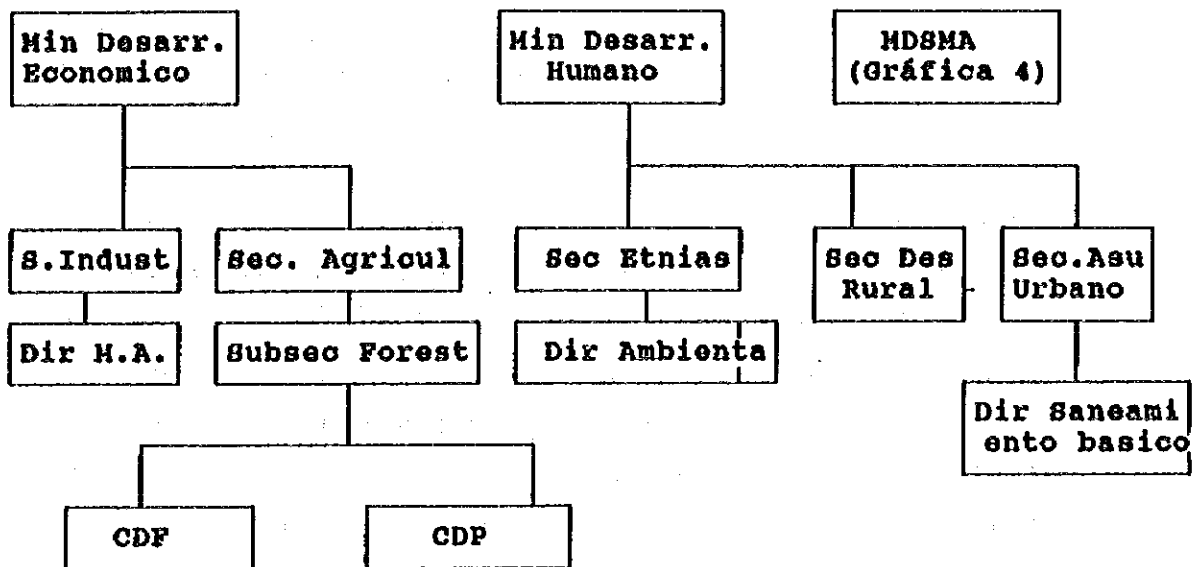 Min Desarr.
Economico
Min Desarr.
Humano
MDSMA
(Gráfica 4)
S.Indust
Sec. Agricul
Sec Etnias
Sec Des
Rural
Sec.Asu
Urbano
Dir M.A.
Subsec Forest
Dir Ambienta
Dir Saneami
ento basico
CDF
CDP